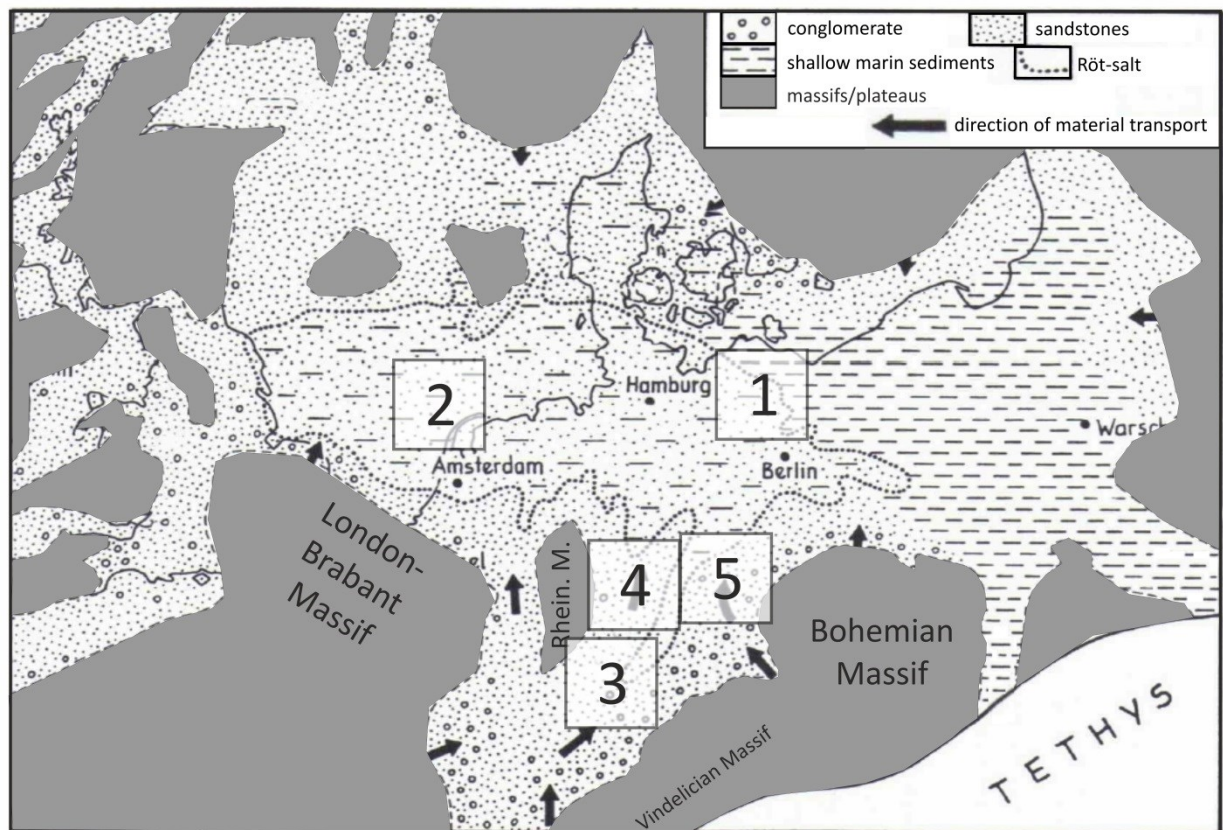 conglomerate
sandstones
shallow marin sediments
Röt-salt
massifs/plateaus
direction of material transport
2
Hamburg
1
Warsch
Amsterdam
Berlin
London-
Brabant
Massif
Rhein. M.
4
5
Bohemian
Massif
3
Vindelician Massif
TETHYS